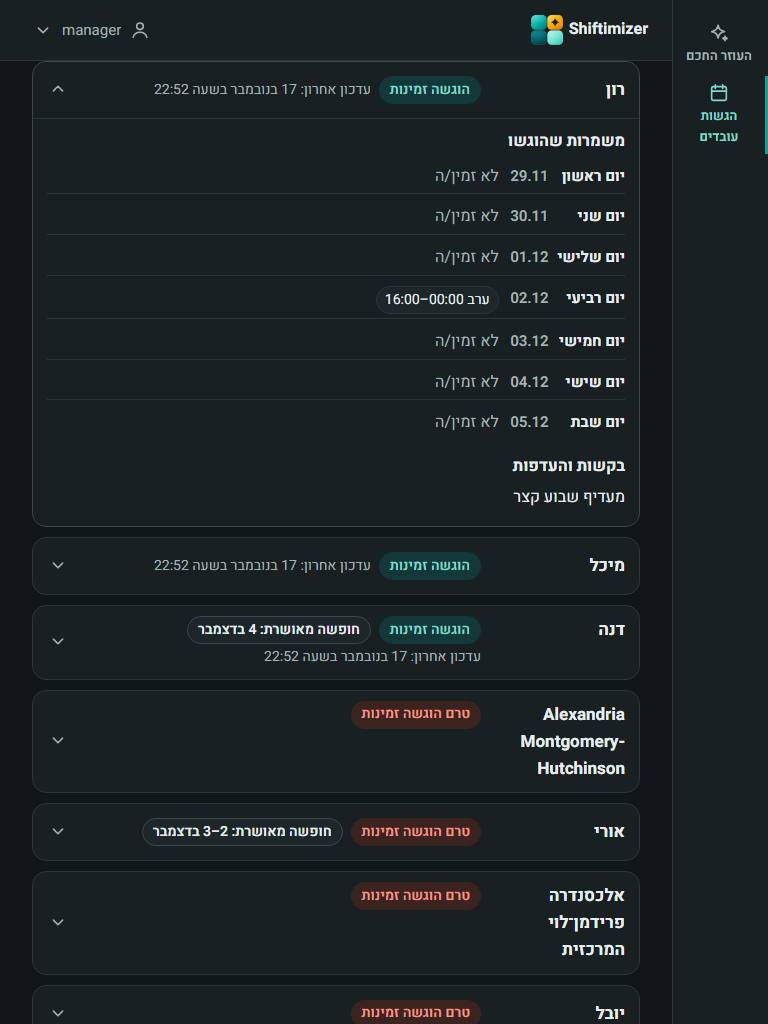 Shiftimizer
manager
העוזר החכם
הגשות
עובדים
רון
הוגשה זמינות
עדכון אחרון: 17 בנובמבר בשעה 22:52
משמרות שהוגשו
יום ראשון 29.11 לא זמין/ה
יום שני 30.11 לא זמין/ה
יום שלישי 01.12 לא זמין/ה
יום רביעי 02.12 ערב 16:00–00:00
יום חמישי 03.12 לא זמין/ה
יום שישי 04.12 לא זמין/ה
יום שבת 05.12 לא זמין/ה
בקשות והעדפות
מעדיף שבוע קצר
מיכל
הוגשה זמינות
עדכון אחרון: 17 בנובמבר בשעה 22:52
דנה
הוגשה זמינות
חופשה מאושרת: 4 בדצמבר
עדכון אחרון: 17 בנובמבר בשעה 22:52
Alexandria
Montgomery-
Hutchinson
טרם הוגשה זמינות
אורי
טרם הוגשה זמינות
חופשה מאושרת: 2–3 בדצמבר
אלכסנדרה
פרידמן־לוי
המרכזית
טרם הוגשה זמינות
יובל
טרם הוגשה זמינות